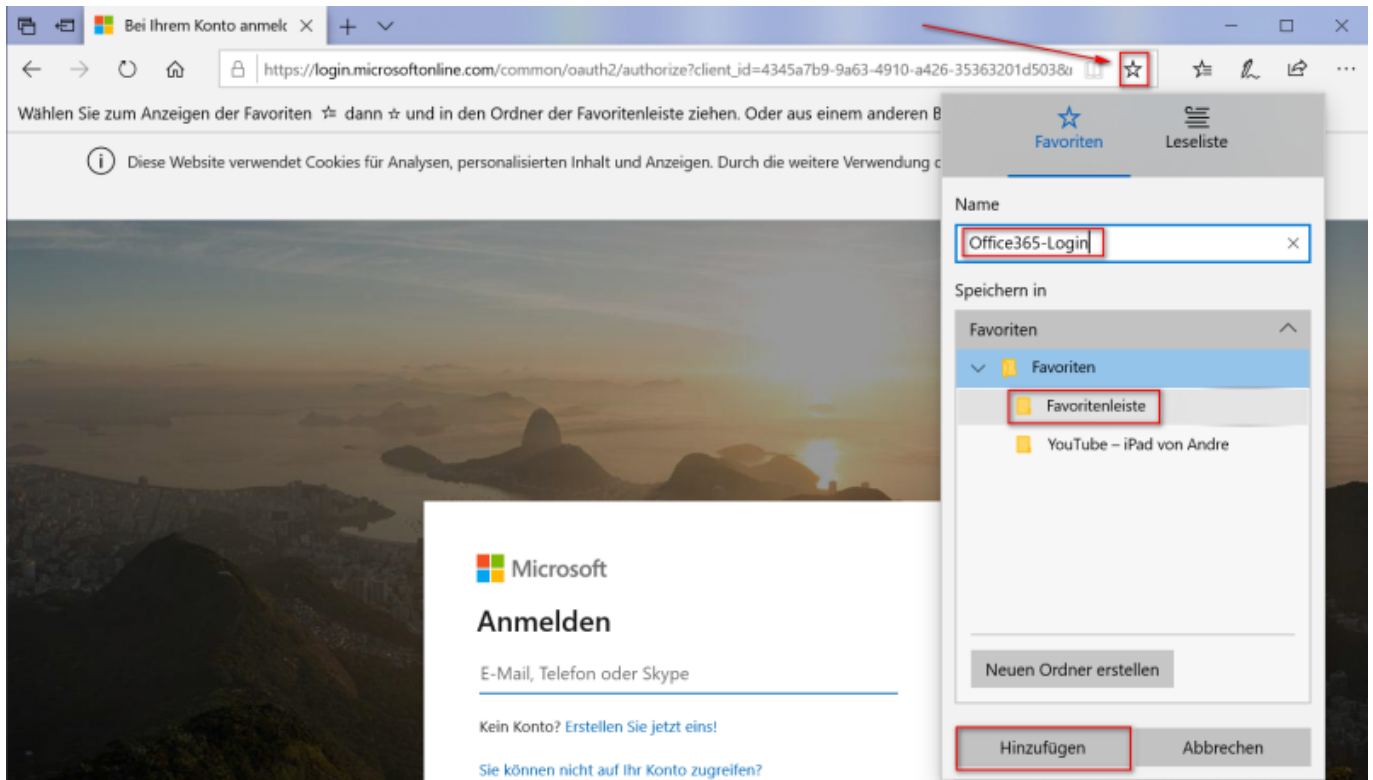 Bei Ihrem Konto anmelc
https://login.microsoftonline.com/common/oauth2/authorize?client_id=4345a7b9-9a63-4910-a426-35363201d503&
Wählen Sie zum Anzeigen der Favoriten dann und in den Ordner der Favoritenleiste ziehen. Oder aus einem anderen B
Diese Website verwendet Cookies für Analysen, personalisierten Inhalt und Anzeigen. Durch die weitere Verwendung
Favoriten
Leseliste
Name
Office365-Login
Speichern in
Favoriten
Favoriten
Favoritenleiste
YouTube – iPad von Andre
Neuen Ordner erstellen
Hinzufügen
Abbrechen
Microsoft
Anmelden
E-Mail, Telefon oder Skype
Kein Konto? Erstellen Sie jetzt eins!
Sie können nicht auf Ihr Konto zugreifen?